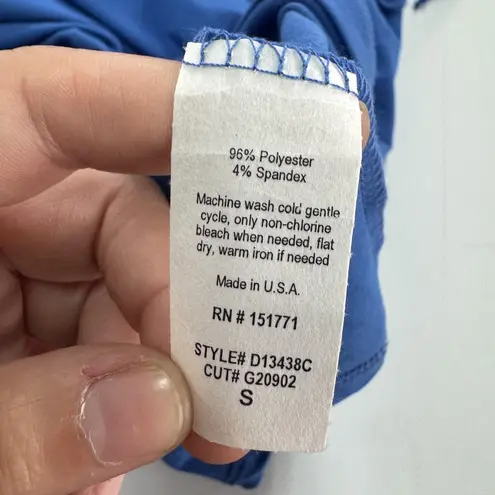 96% Polyester
4% Spandex
Machine wash cold gentle
cycle, only non-chlorine
bleach when needed, flat
dry, warm iron if needed
Made in U.S.A.
RN # 151771
STYLE# D13438C
CUT# G20902
S